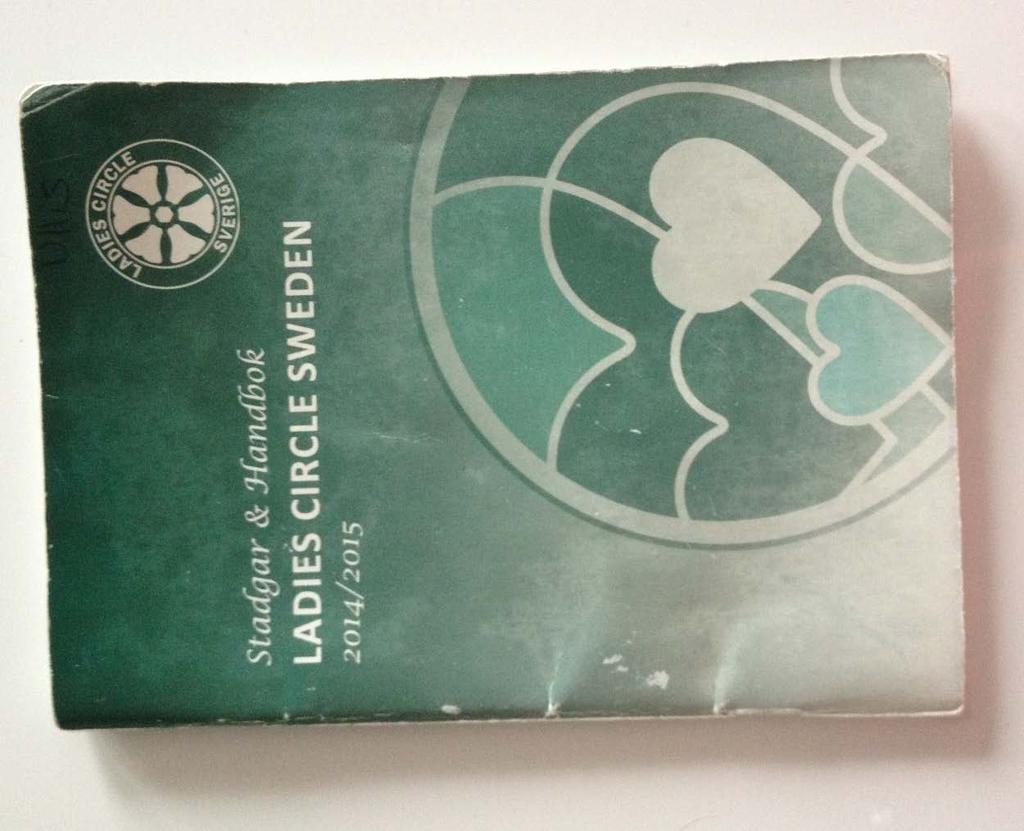 LADIES CIRCLE
SVERIGE
Stadgar & Handbok
LADIES CIRCLE SWEDEN
2014/2015